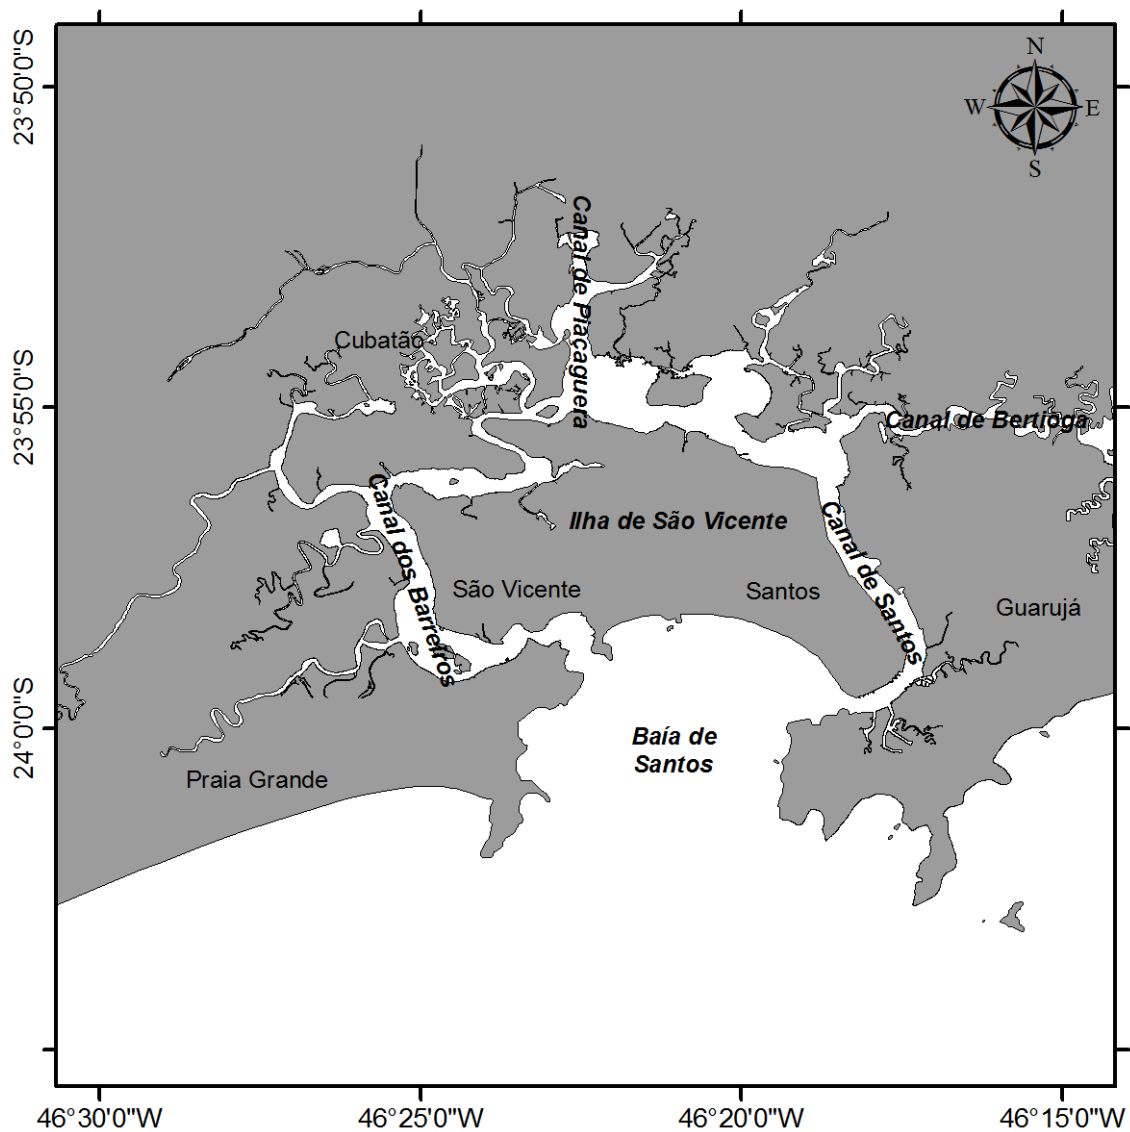 23°50'0"S
N
W
E
S
Canal de Piaçaguera
Cubatão
23°55'0"S
Canal de Bertioga
Canal dos Barreiros
Ilha de São Vicente
Canal de Santos
São Vicente
Santos
Guarujá
24°0'0"S
Baía de
Santos
Praia Grande
46°30'0"W
46°25'0"W
46°20'0"W
46°15'0"W